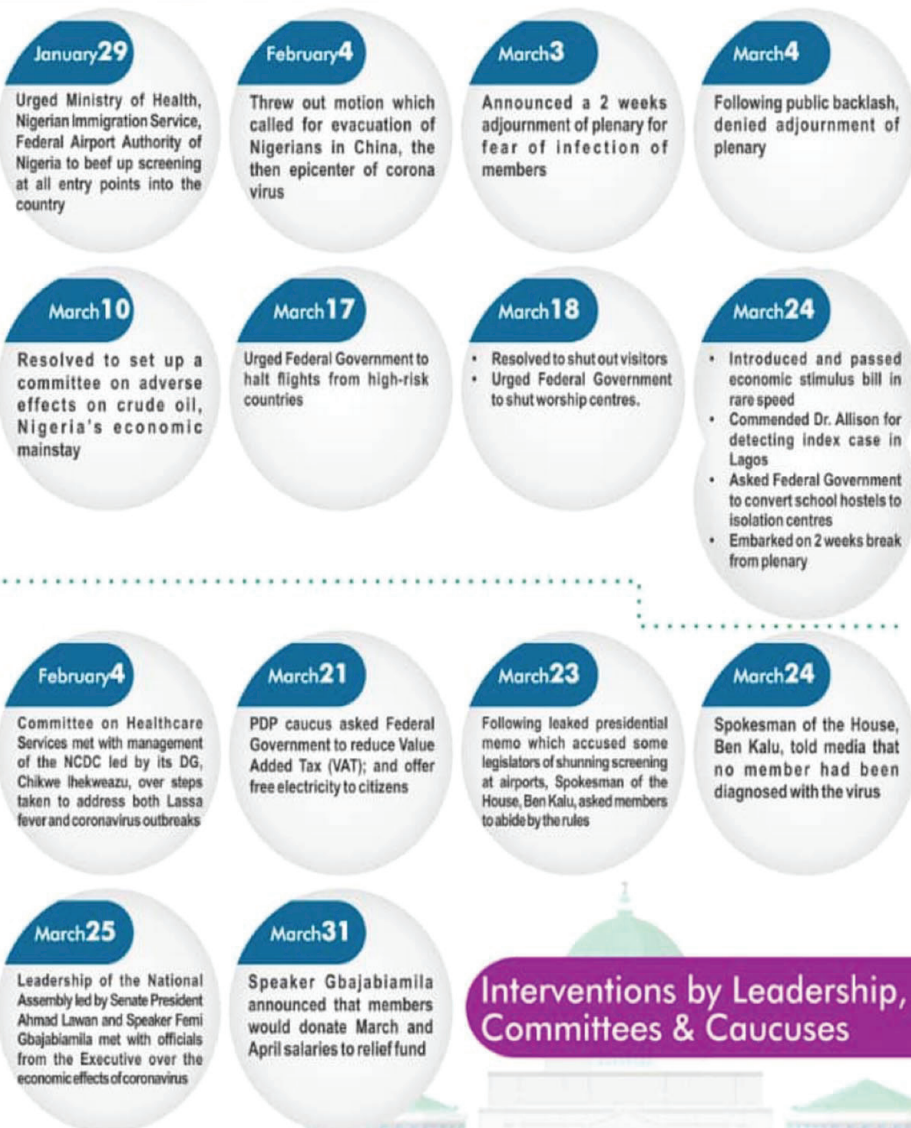 January29
Urged Ministry of Health,
Nigerian Immigration Service,
Federal Airport Authority of
Nigeria to beef up screening
at all entry points into the
country
February4
Threw out motion which
called for evacuation of
Nigerians in China, the
then epicenter of corona
virus
March3
Announced a 2 weeks
adjournment of plenary for
fear of infection of
members
March4
Following public backlash,
denied adjournment of
plenary
March10
Resolved to set up a
committee on adverse
effects on crude oil,
Nigeria's economic
mainstay
March17
Urged Federal Government to
halt flights from high-risk
countries
March18
• Resolved to shut out visitors
• Urged Federal Government
to shut worship centres.
March24
• Introduced and passed
economic stimulus bill in
rare speed
• Commended Dr. Allison for
detecting index case in
Lagos
• Asked Federal Government
to convert school hostels to
isolation centres
• Embarked on 2 weeks break
from plenary
February4
Committee on Healthcare
Services met with management
of the NCDC led by its DG,
Chikwe Ihekweazu, over steps
taken to address both Lassa
fever and coronavirus outbreaks
March21
PDP caucus asked Federal
Government to reduce Value
Added Tax (VAT); and offer
free electricity to citizens
March23
Following leaked presidential
memo which accused some
legislators of shunning screening
at airports, Spokesman of the
House, Ben Kalu, asked members
to abide by the rules
March24
Spokesman of the House,
Ben Kalu, told media that
no member had been
diagnosed with the virus
March25
Leadership of the National
Assembly led by Senate President
Ahmad Lawan and Speaker Femi
Gbajabiamila met with officials
from the Executive over the
economic effects of coronavirus
March31
Speaker Gbajabiamila
announced that members
would donate March and
April salaries to relief fund
Interventions by Leadership,
Committees & Caucuses